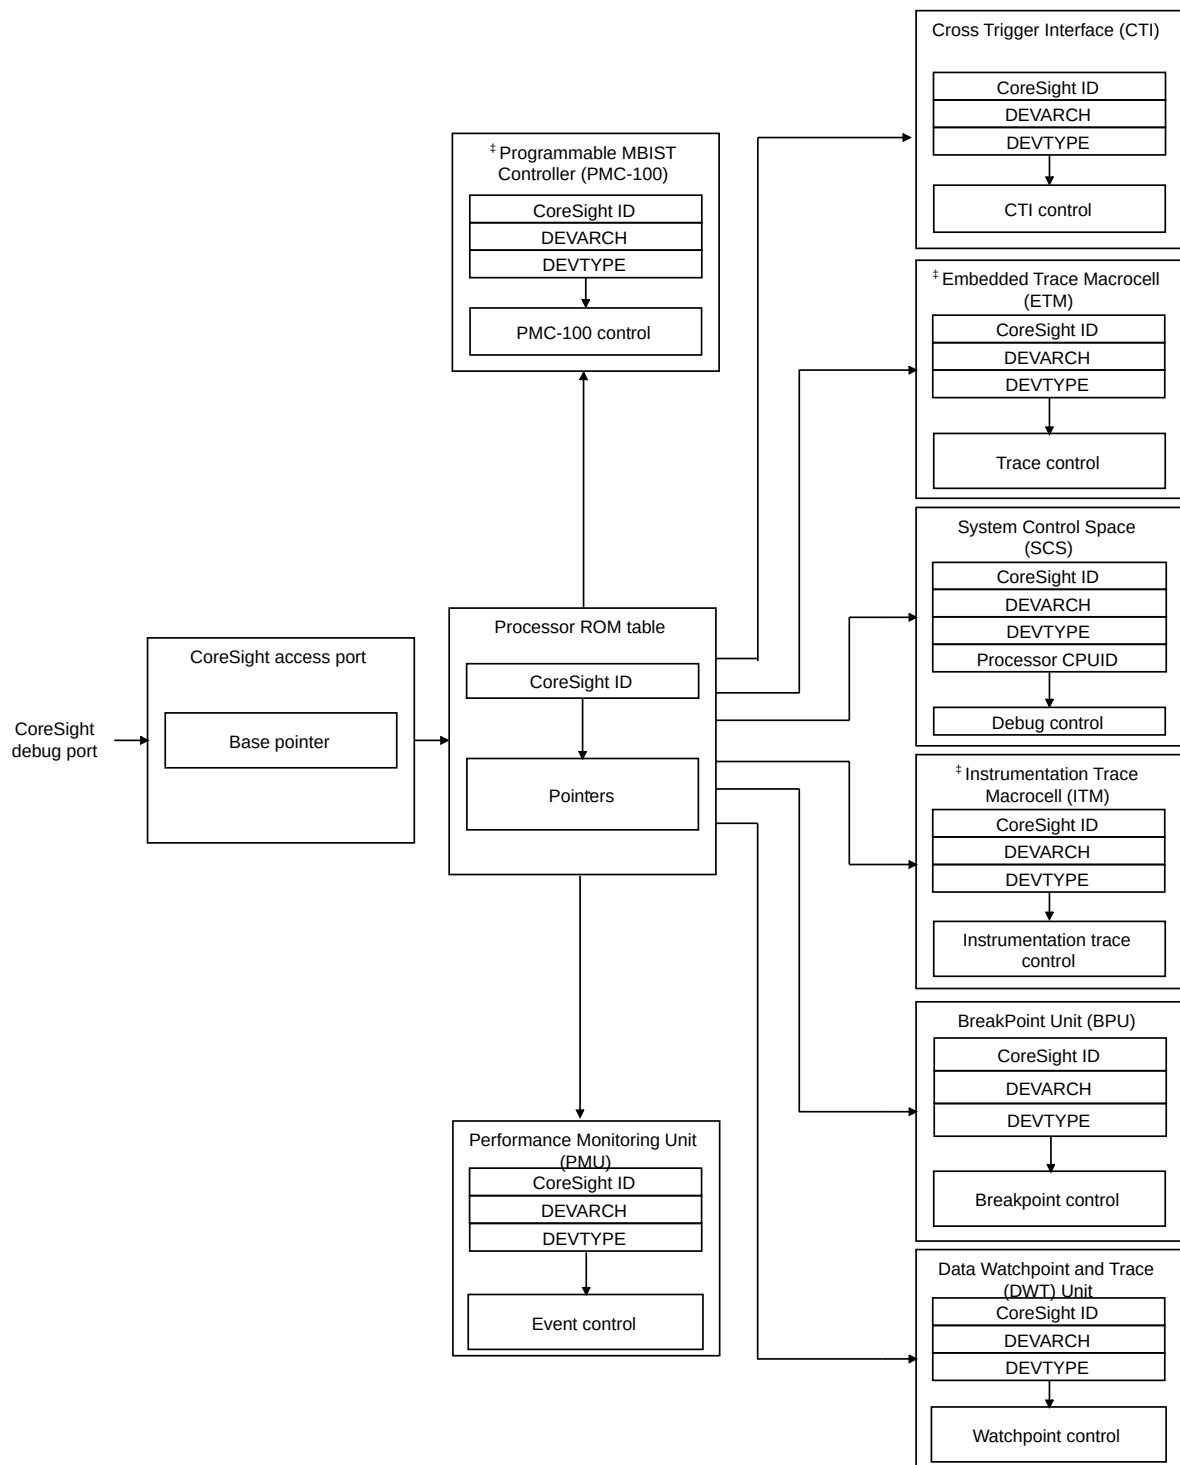 Cross Trigger Interface (CTI)
CoreSight ID
DEVARCH
DEVTYPE
CTI control
‡ Programmable MBIST
Controller (PMC-100)
CoreSight ID
DEVARCH
DEVTYPE
PMC-100 control
‡ Embedded Trace Macrocell
(ETM)
CoreSight ID
DEVARCH
DEVTYPE
Trace control
System Control Space
(SCS)
CoreSight ID
DEVARCH
DEVTYPE
Processor CPUID
Debug control
CoreSight
debug port
CoreSight access port
Base pointer
Processor ROM table
CoreSight ID
Pointers
‡ Instrumentation Trace
Macrocell (ITM)
CoreSight ID
DEVARCH
DEVTYPE
Instrumentation trace
control
BreakPoint Unit (BPU)
CoreSight ID
DEVARCH
DEVTYPE
Breakpoint control
Performance Monitoring Unit
(PMU)
CoreSight ID
DEVARCH
DEVTYPE
Event control
Data Watchpoint and Trace
(DWT) Unit
CoreSight ID
DEVARCH
DEVTYPE
Watchpoint control